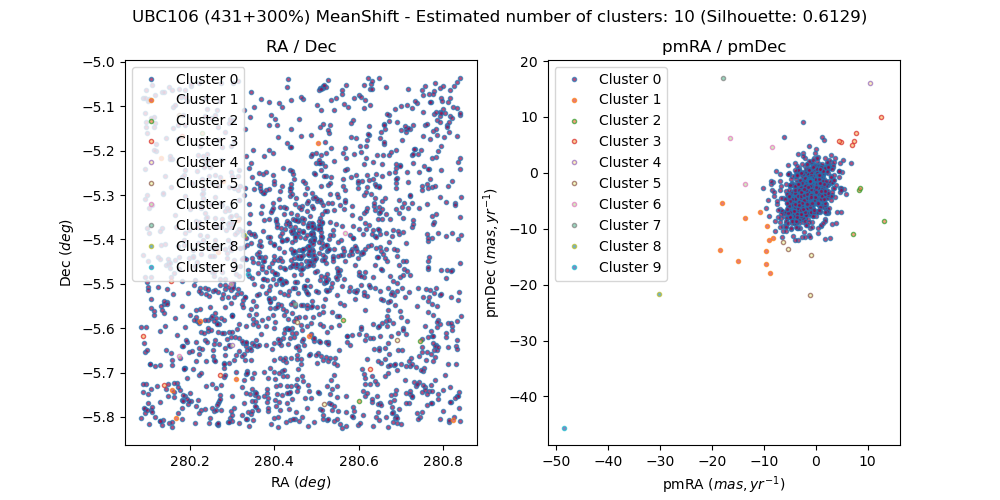 UBC106 (431+300%) MeanShift - Estimated number of clusters: 10 (Silhouette: 0.6129)
RA / Dec
−5.0
−5.1
−5.2
−5.3
−5.4
−5.5
−5.6
−5.7
−5.8
Dec (deg)
Cluster 0
Cluster 1
Cluster 2
Cluster 3
Cluster 4
Cluster 5
Cluster 6
Cluster 7
Cluster 8
Cluster 9
280.2 280.4 280.6 280.8
RA (deg)
pmRA / pmDec
20
10
0
−10
−20
−30
−40
pmDec (mas, yr⁻¹)
Cluster 0
Cluster 1
Cluster 2
Cluster 3
Cluster 4
Cluster 5
Cluster 6
Cluster 7
Cluster 8
Cluster 9
−50 −40 −30 −20 −10 0 10
pmRA (mas, yr⁻¹)